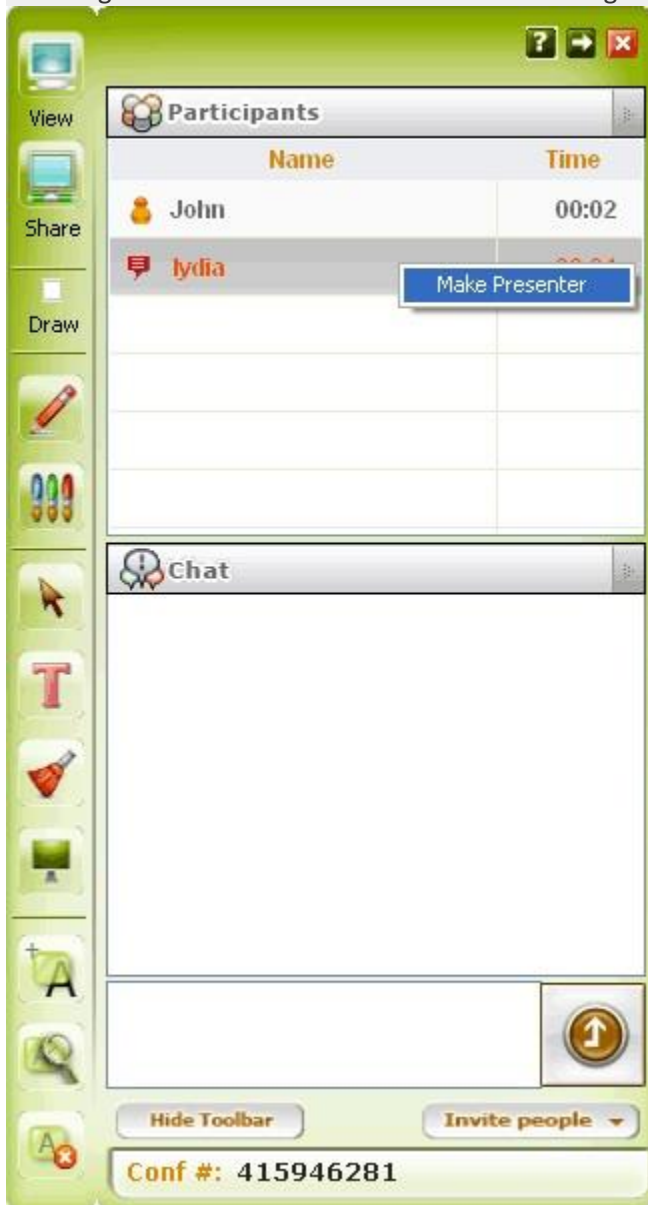 View
Share
Draw
Participants
Name Time
John 00:02
lydia
Make Presenter
Chat
Hide Toolbar
Invite people
Conf #: 415946281